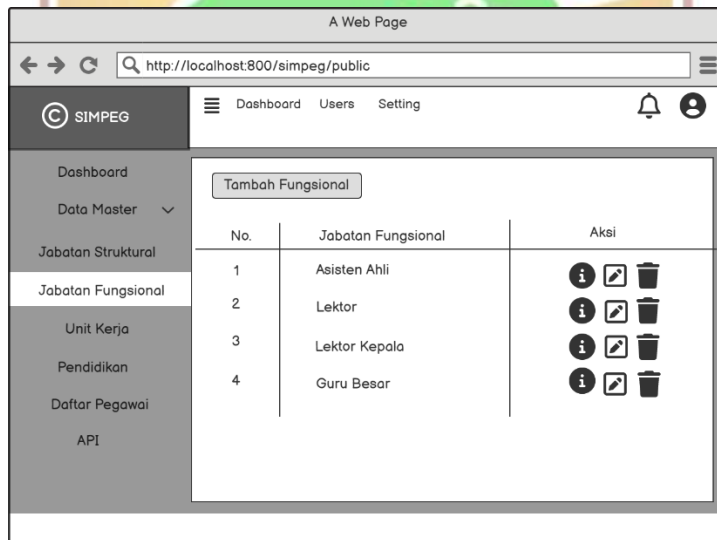 A Web Page
http://localhost:800/simpeg/public
© SIMPEG
Dashboard Users Setting
Dashboard
Data Master
Jabatan Struktural
Jabatan Fungsional
Unit Kerja
Pendidikan
Daftar Pegawai
API
Tambah Fungsional
No. Jabatan Fungsional Aksi
1 Asisten Ahli
2 Lektor
3 Lektor Kepala
4 Guru Besar